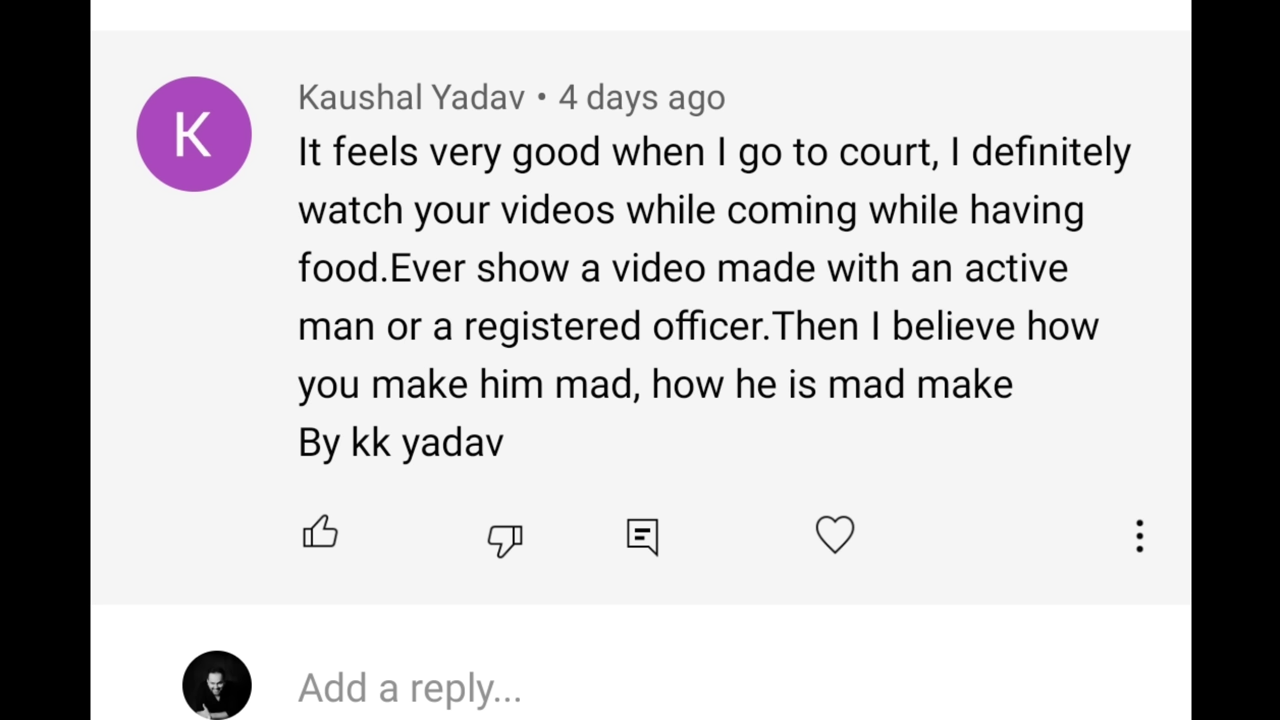 K
Kaushal Yadav • 4 days ago
It feels very good when I go to court, I definitely
watch your videos while coming while having
food.Ever show a video made with an active
man or a registered officer.Then I believe how
you make him mad, how he is mad make
By kk yadav
Add a reply...